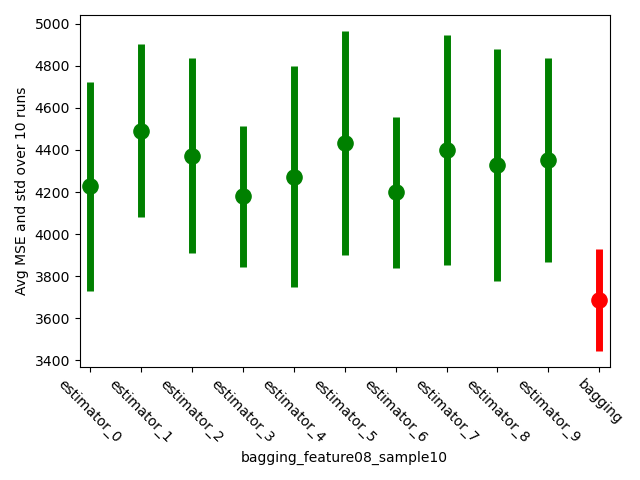 5000
4800
4600
4400
4200
4000
3800
3600
3400
Avg MSE and std over 10 runs
estimator_0
estimator_1
estimator_2
estimator_3
estimator_4
estimator_5
estimator_6
estimator_7
estimator_8
estimator_9
bagging
bagging_feature08_sample10